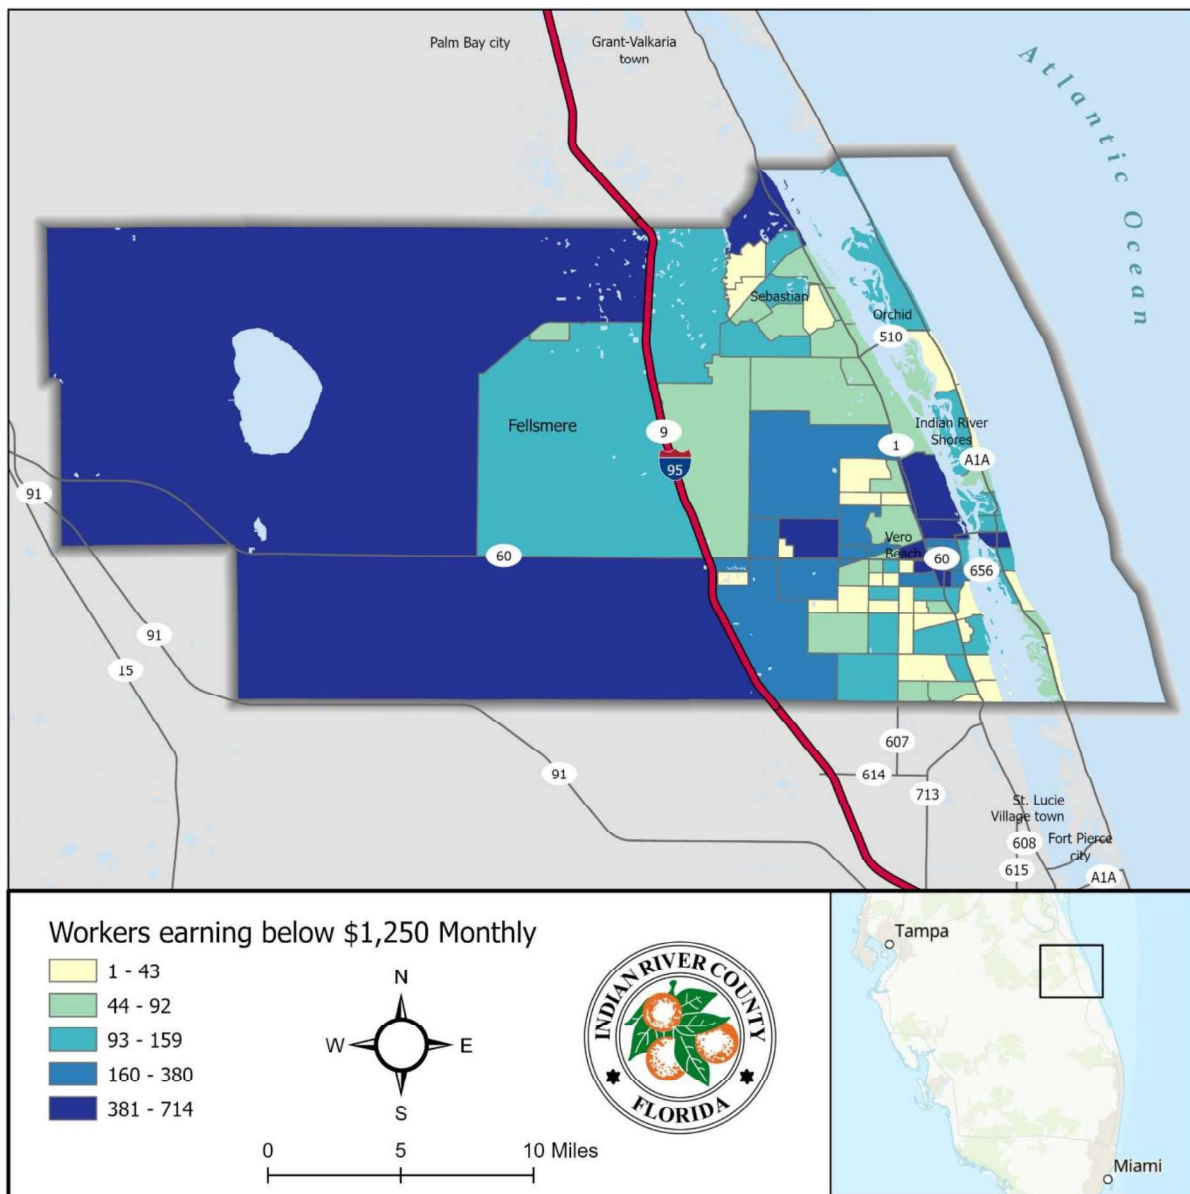 Palm Bay city
Grant-Valkaria
town
Atlantic Ocean
Sebastian
Orchid
510
Fellsmere
9
95
1
Indian River
Shores
A1A
91
60
Vero
Beach
60
656
91
15
91
607
614
713
St. Lucie
Village town
608
Fort Pierce
city
615
A1A
Workers earning below $1,250 Monthly
1 - 43
44 - 92
93 - 159
160 - 380
381 - 714
N
W
E
S
0 5 10 Miles
INDIAN RIVER COUNTY
FLORIDA
Tampa
Miami